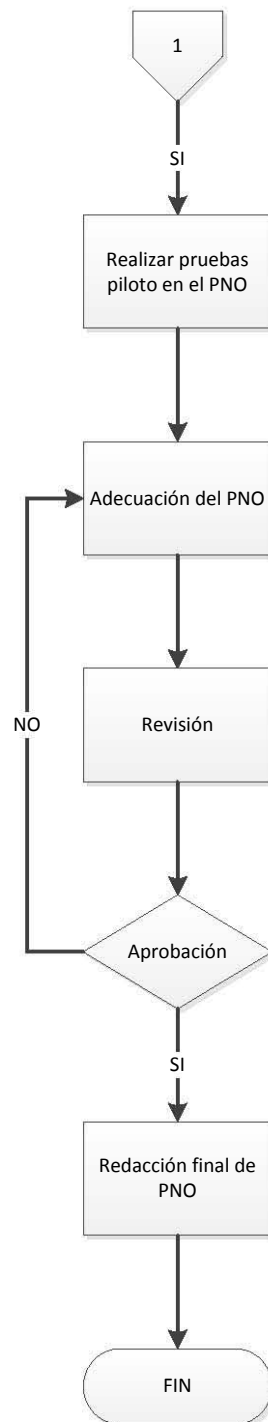 1
SI
Realizar pruebas
piloto en el PNO
Adecuación del PNO
NO
Revisión
Aprobación
SI
Redacción final de
PNO
FIN